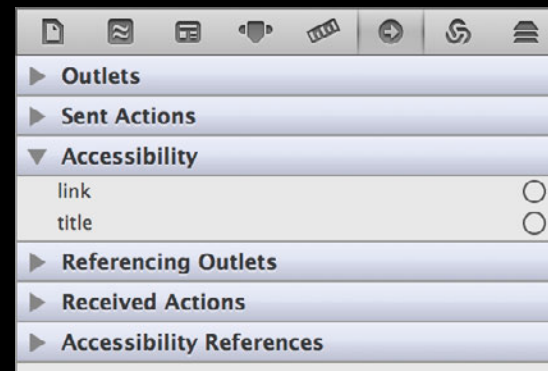 Outlets
Sent Actions
Accessibility
link
title
Referencing Outlets
Received Actions
Accessibility References